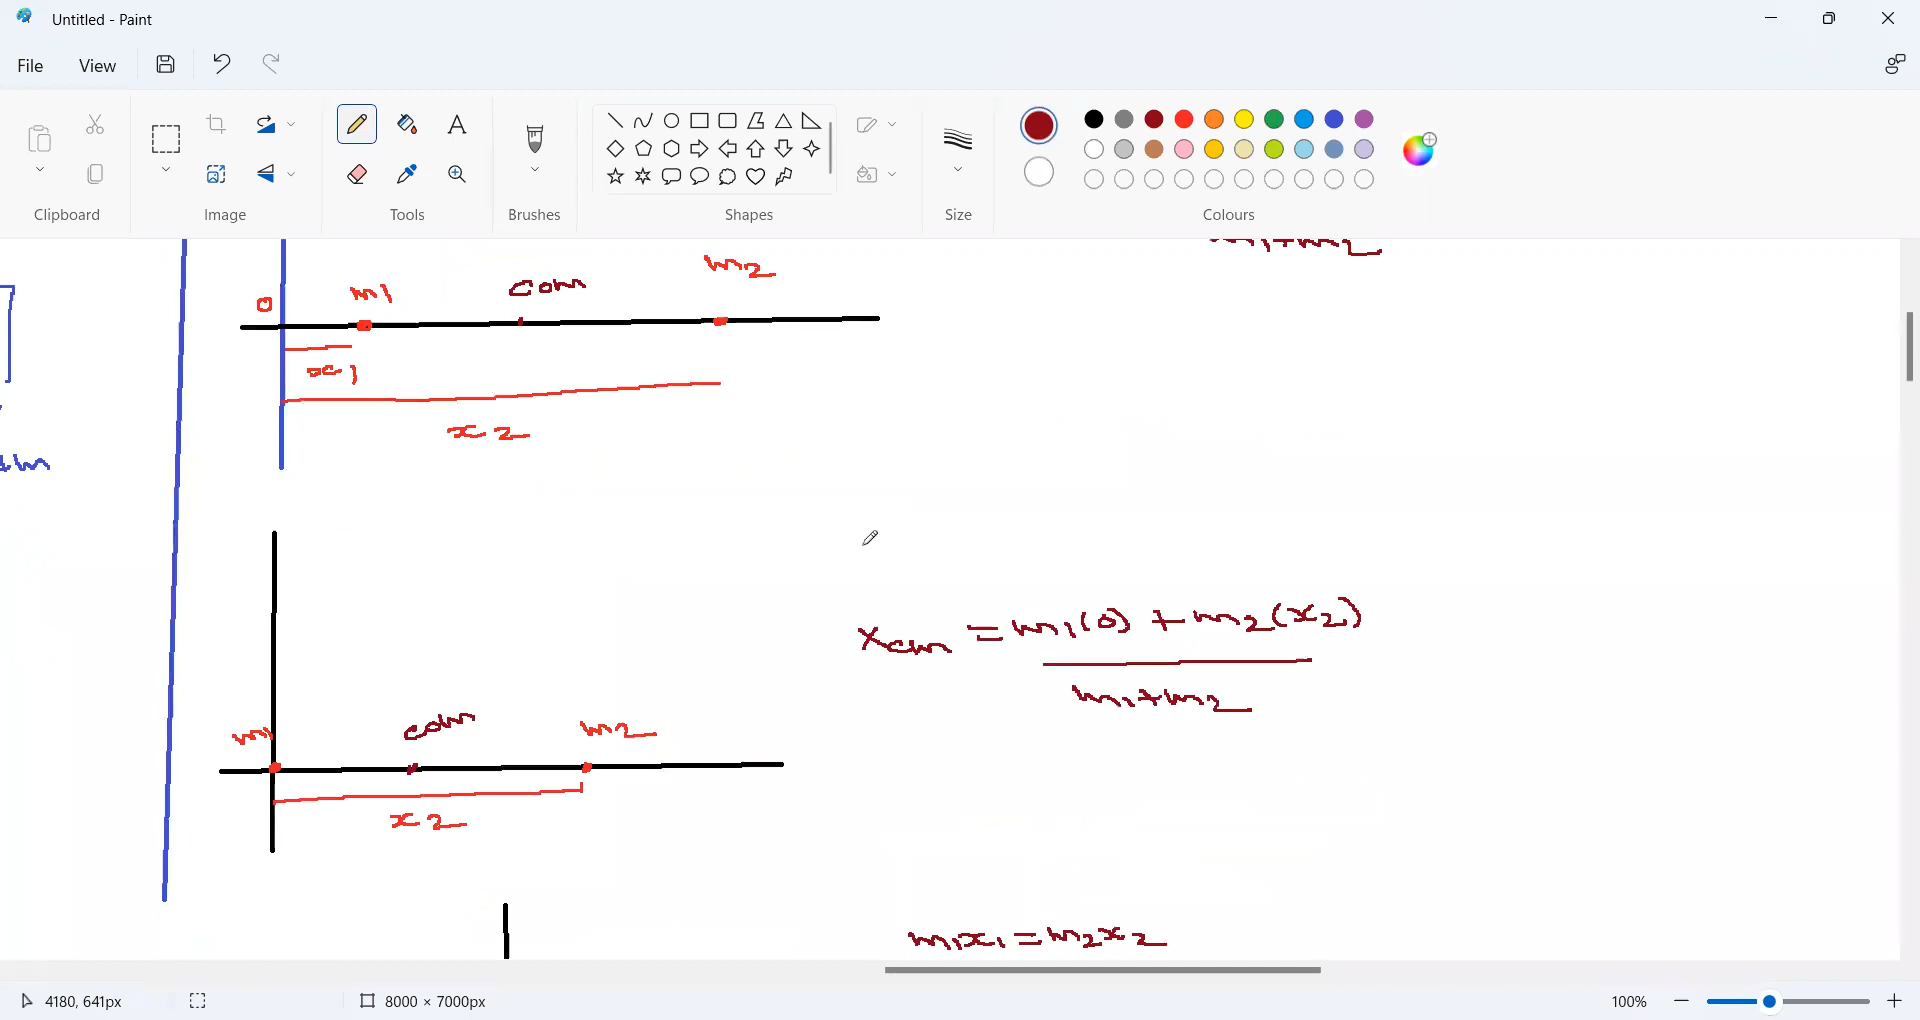 Untitled - Paint
File View
Clipboard Image Tools Brushes Shapes Size Colours
m1+m2
0 m1 com m2
x1
x2
+m
xcm = m1(0) + m2(x2)
m1+m2
m1 com m2
x2
m1x1 = m2x2
4180, 641px 8000 × 7000px 100%